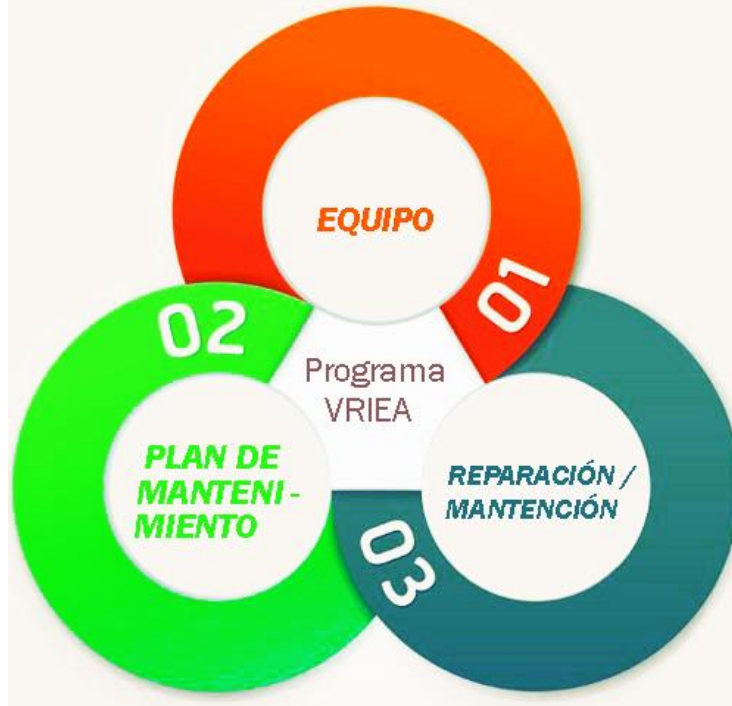 EQUIPO
01
02
Programa
VRIEA
PLAN DE
MANTENI-
MIENTO
REPARACIÓN /
MANTENCIÓN
03